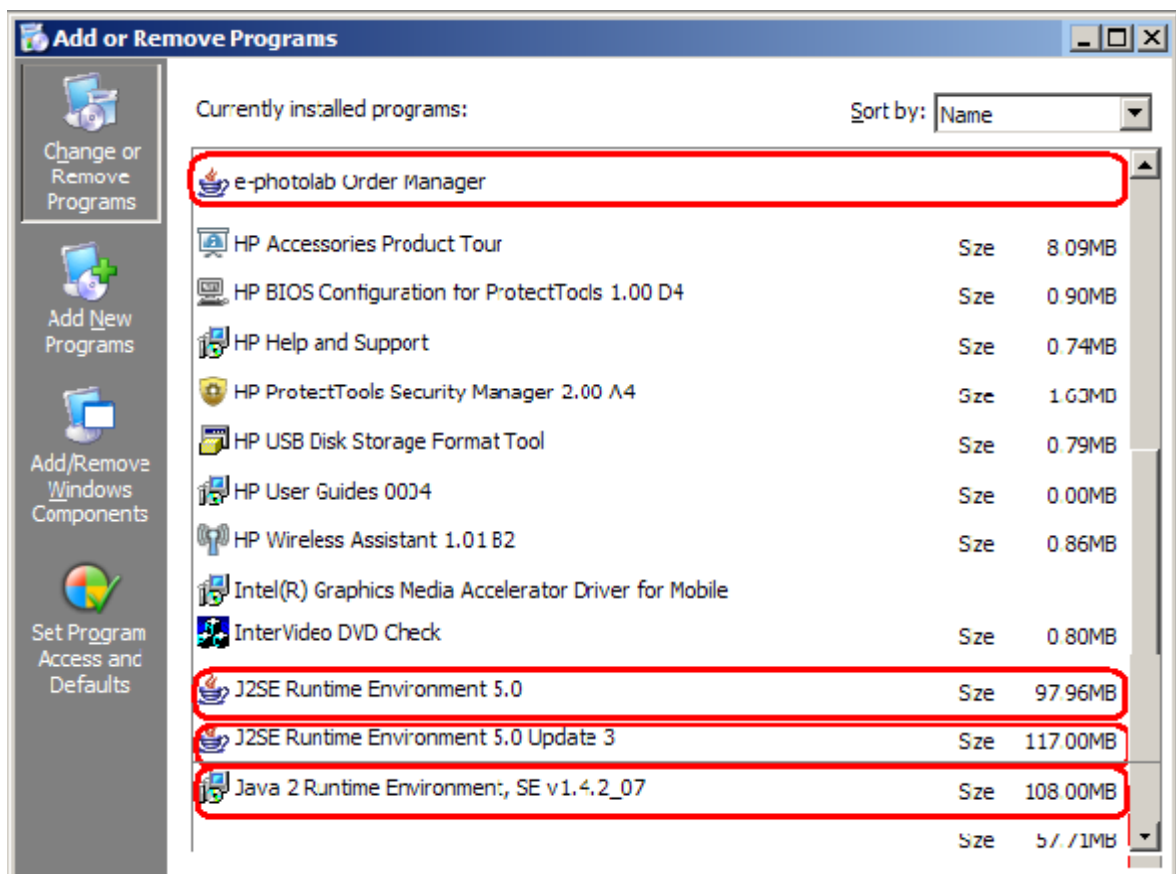 Add or Remove Programs
Change or
Remove
Programs
Add New
Programs
Add/Remove
Windows
Components
Set Program
Access and
Defaults
Currently installed programs:
Sort by: Name
e-photolab Order Manager
HP Accessories Product Tour Size 8.09MB
HP BIOS Configuration for ProtectTools 1.00 D4 Size 0.90MB
HP Help and Support Size 0.74MB
HP ProtectTools Security Manager 2.00 A4 Size 1.63MB
HP USB Disk Storage Format Tool Size 0.79MB
HP User Guides 0004 Size 0.00MB
HP Wireless Assistant 1.01 B2 Size 0.86MB
Intel(R) Graphics Media Accelerator Driver for Mobile
InterVideo DVD Check Size 0.80MB
J2SE Runtime Environment 5.0 Size 97.96MB
J2SE Runtime Environment 5.0 Update 3 Size 117.00MB
Java 2 Runtime Environment, SE v1.4.2_07 Size 108.00MB
Size 57.71MB